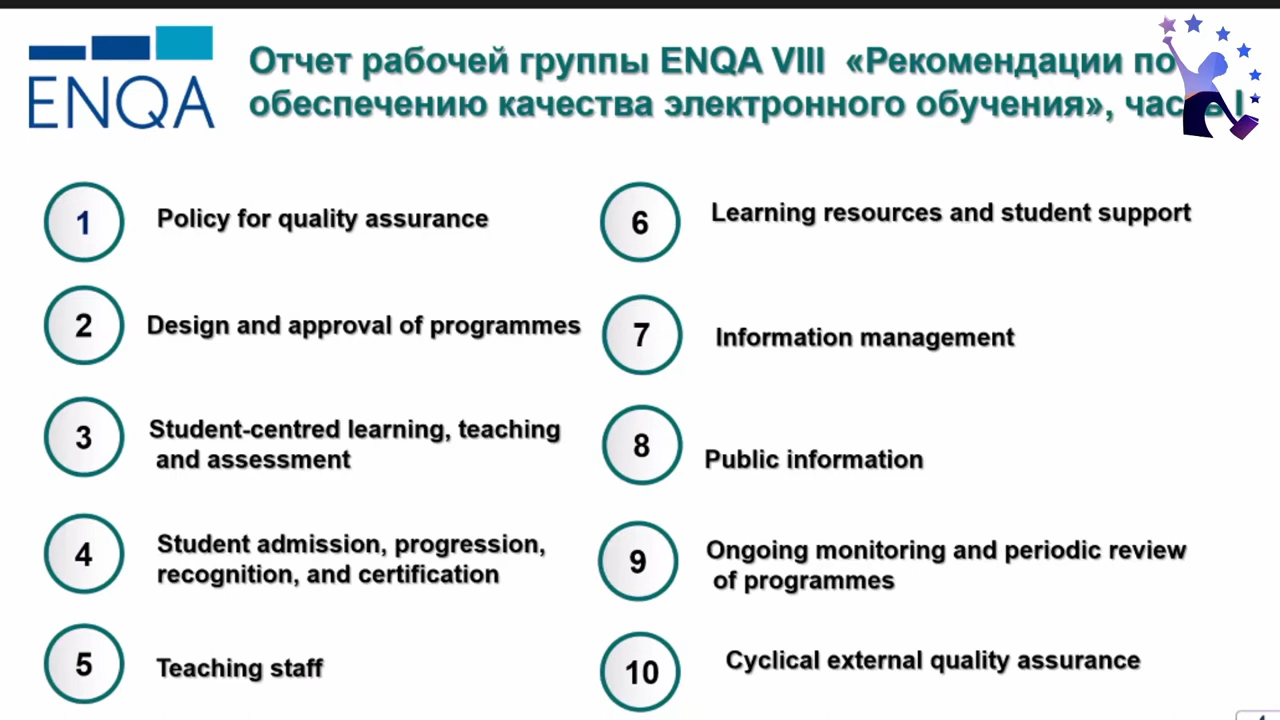 ENQA
Отчет рабочей группы ENQA VIII «Рекомендации по
обеспечению качества электронного обучения», часть I
1
Policy for quality assurance
2
Design and approval of programmes
3
Student-centred learning, teaching
and assessment
4
Student admission, progression,
recognition, and certification
5
Teaching staff
6
Learning resources and student support
7
Information management
8
Public information
9
Ongoing monitoring and periodic review
of programmes
10
Cyclical external quality assurance